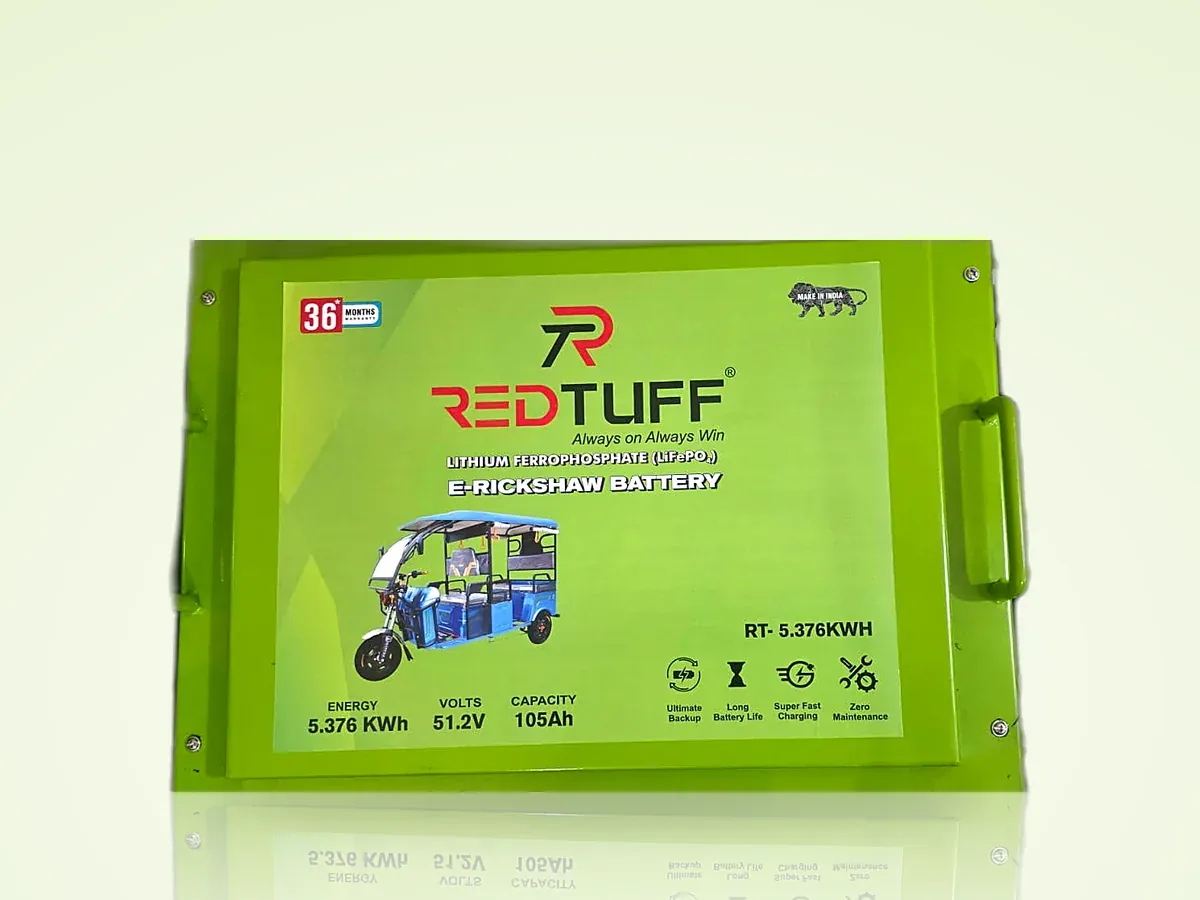 36* MONTHS
WARRANTY
MAKE IN INDIA
TR
REDTUFF®
Always on Always Win
LITHIUM FERROPHOSPHATE (LiFePO4)
E-RICKSHAW BATTERY
RT- 5.376KWH
ENERGY
5.376 KWh
VOLTS
51.2V
CAPACITY
105Ah
Ultimate
Backup
Long
Battery Life
Super Fast
Charging
Zero
Maintenance